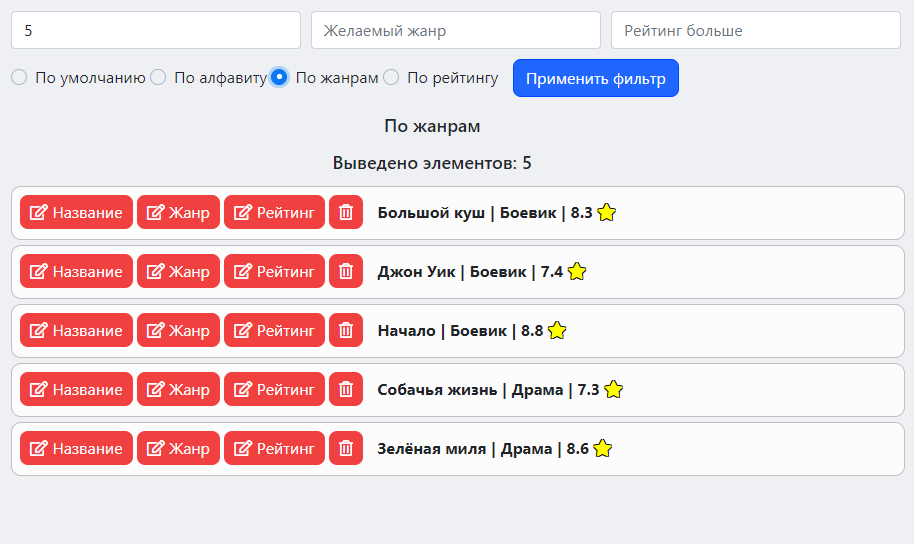 5 Желаемый жанр Рейтинг больше
По умолчанию По алфавиту По жанрам По рейтингу Применить фильтр
По жанрам
Выведено элементов: 5
Название Жанр Рейтинг Большой куш | Боевик | 8.3
Название Жанр Рейтинг Джон Уик | Боевик | 7.4
Название Жанр Рейтинг Начало | Боевик | 8.8
Название Жанр Рейтинг Собачья жизнь | Драма | 7.3
Название Жанр Рейтинг Зелёная миля | Драма | 8.6